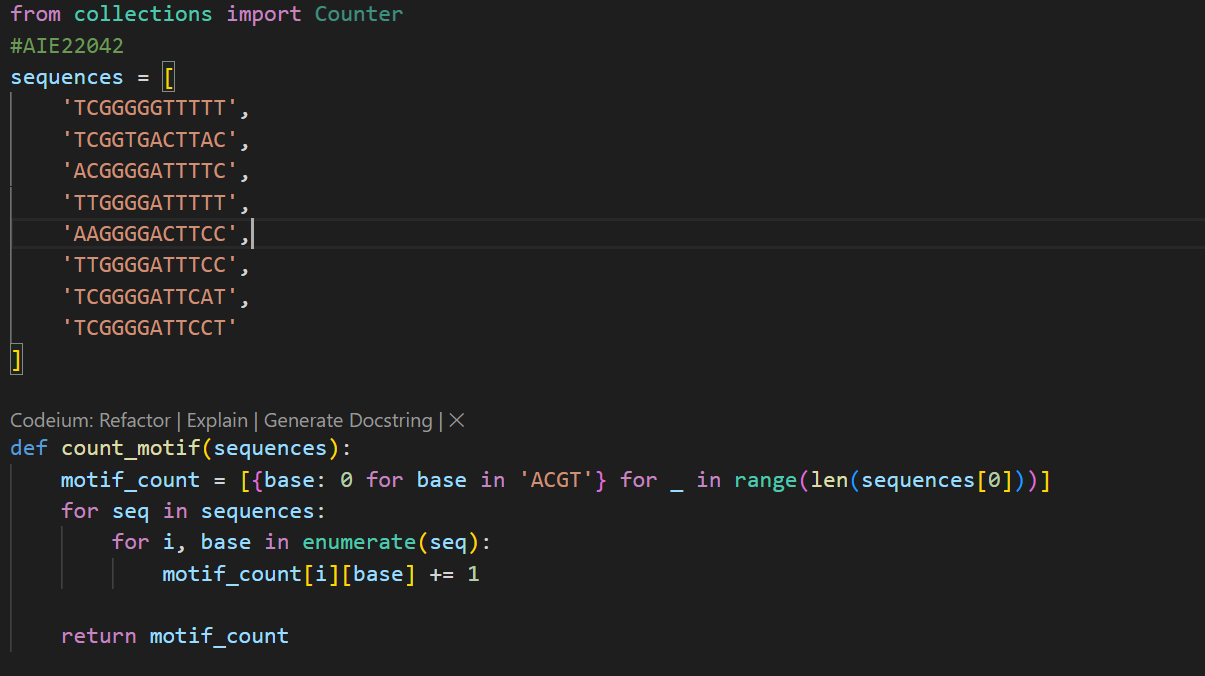 from collections import Counter
#AIE22042
sequences = [
    'TCGGGGGTTTTT',
    'TCGGTGACTTAC',
    'ACGGGGATTTTC',
    'TTGGGGATTTTT',
    'AAGGGGACTTCC',
    'TTGGGGATTTCC',
    'TCGGGGATTCAT',
    'TCGGGGATTCCT'
]
Codeium: Refactor | Explain | Generate Docstring | ×
def count_motif(sequences):
    motif_count = [{base: 0 for base in 'ACGT'} for _ in range(len(sequences[0]))]
    for seq in sequences:
        for i, base in enumerate(seq):
            motif_count[i][base] += 1
    return motif_count